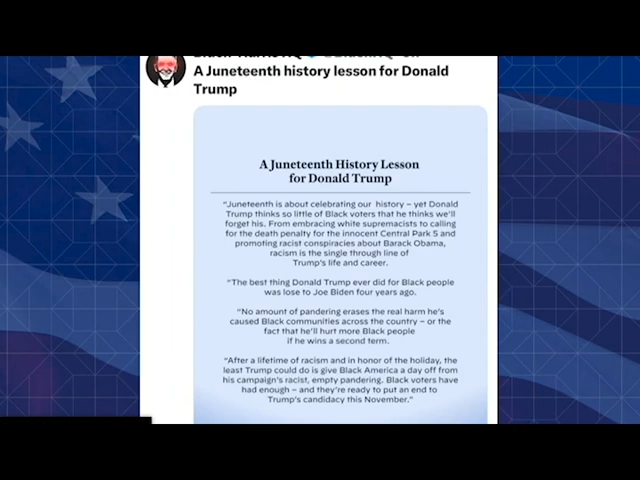 A Juneteenth history lesson for Donald
Trump
A Juneteenth History Lesson
for Donald Trump
“Juneteenth is about celebrating our history – yet Donald
Trump thinks so little of Black voters that he thinks we'll
forget his. From embracing white supremacists to calling
for the death penalty for the innocent Central Park 5 and
promoting racist conspiracies about Barack Obama,
racism is the single through line of
Trump's life and career.
“The best thing Donald Trump ever did for Black people
was lose to Joe Biden four years ago.
“No amount of pandering erases the real harm he's
caused Black communities across the country – or the
fact that he'll hurt more Black people
if he wins a second term.
“After a lifetime of racism and in honor of the holiday, the
least Trump could do is give Black America a day off from
his campaign's racist, empty pandering. Black voters have
had enough – and they're ready to put an end to
Trump's candidacy this November.”